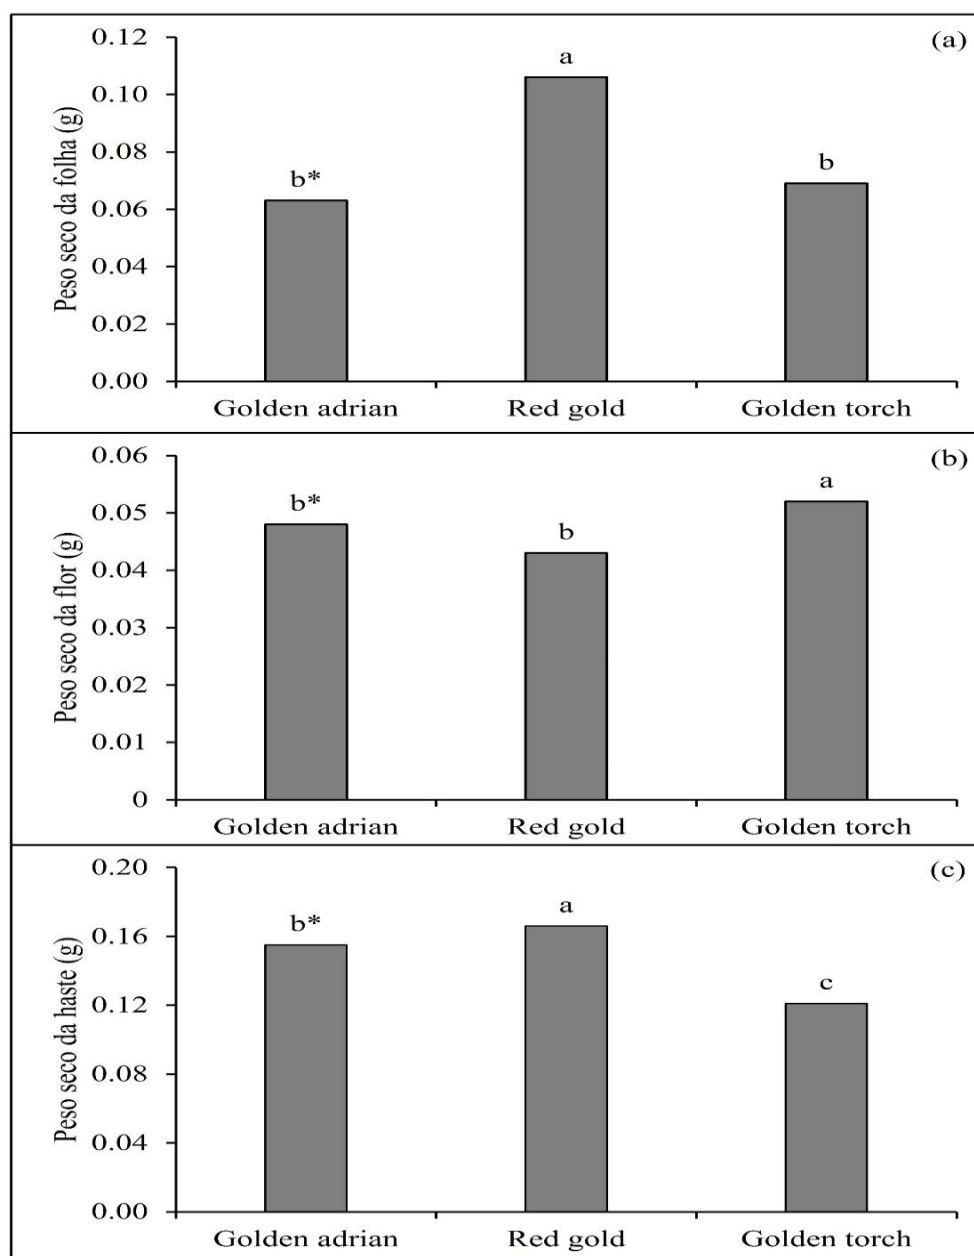 (a)
Peso seco da folha (g)
0.12
0.10
0.08
0.06
0.04
0.02
0.00
b*
a
b
Golden adrian Red gold Golden torch
(b)
Peso seco da flor (g)
0.06
0.05
0.04
0.03
0.02
0.01
0
b*
b
a
Golden adrian Red gold Golden torch
(c)
Peso seco da haste (g)
0.20
0.16
0.12
0.08
0.04
0.00
b*
a
c
Golden adrian Red gold Golden torch